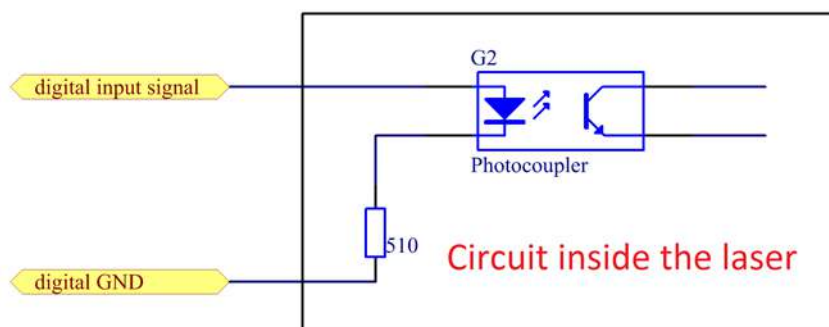 G2
digital input signal
Photocoupler
510
Circuit inside the laser
digital GND